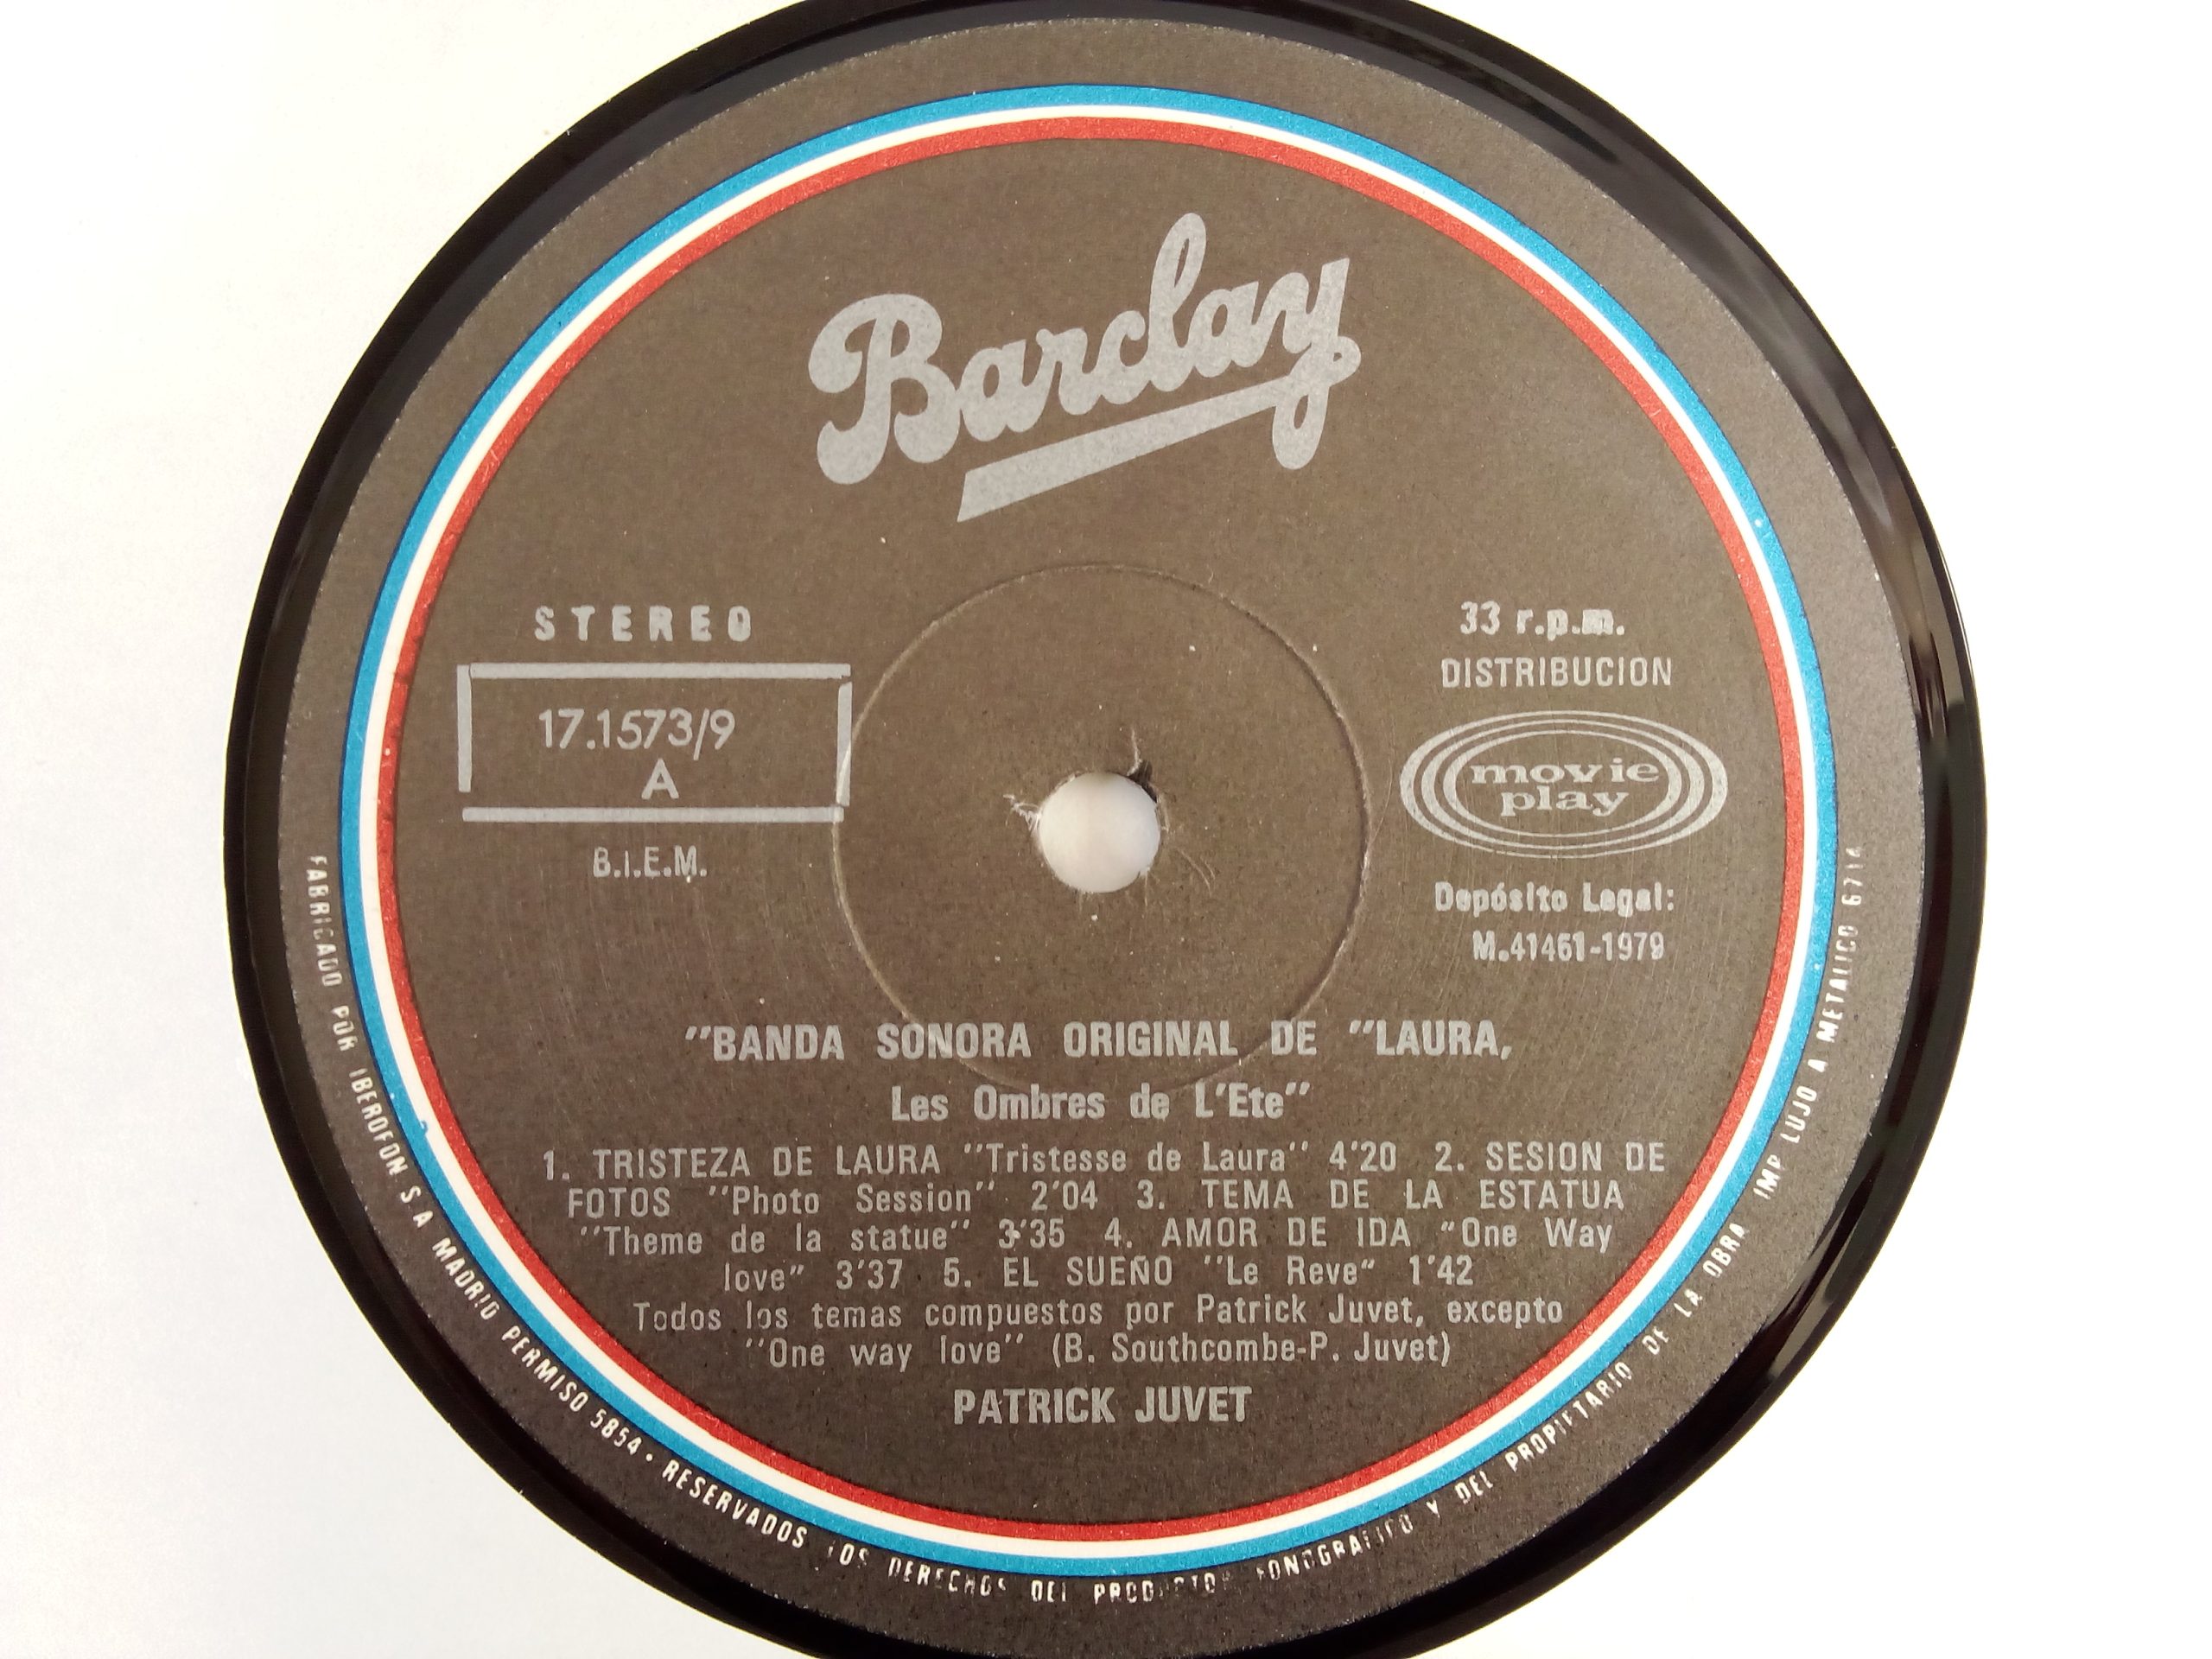 Barclay
STEREO
17.1573/9
A
B.I.E.M.
33 r.p.m.
DISTRIBUCION
movie
play
Depósito Legal:
M.41461-1979
"BANDA SONORA ORIGINAL DE "LAURA,
Les Ombres de L'Ete"
1. TRISTEZA DE LAURA "Tristesse de Laura" 4'20 2. SESION DE
FOTOS "Photo Session" 2'04 3. TEMA DE LA ESTATUA
"Theme de la statue" 3'35 4. AMOR DE IDA "One Way
love" 3'37 5. EL SUEÑO "Le Reve" 1'42
Todos los temas compuestos por Patrick Juvet, excepto
"One way love" (B. Southcombe-P. Juvet)
PATRICK JUVET
FABRICADO POR IBEROFON S A MADRID PERMISO 5854 · RESERVADOS LOS DERECHOS DEL PRODUCTOR FONOGRAFICO Y DEL PROPIETARIO DE LA OBRA IMP LUJO A METALICO 6714